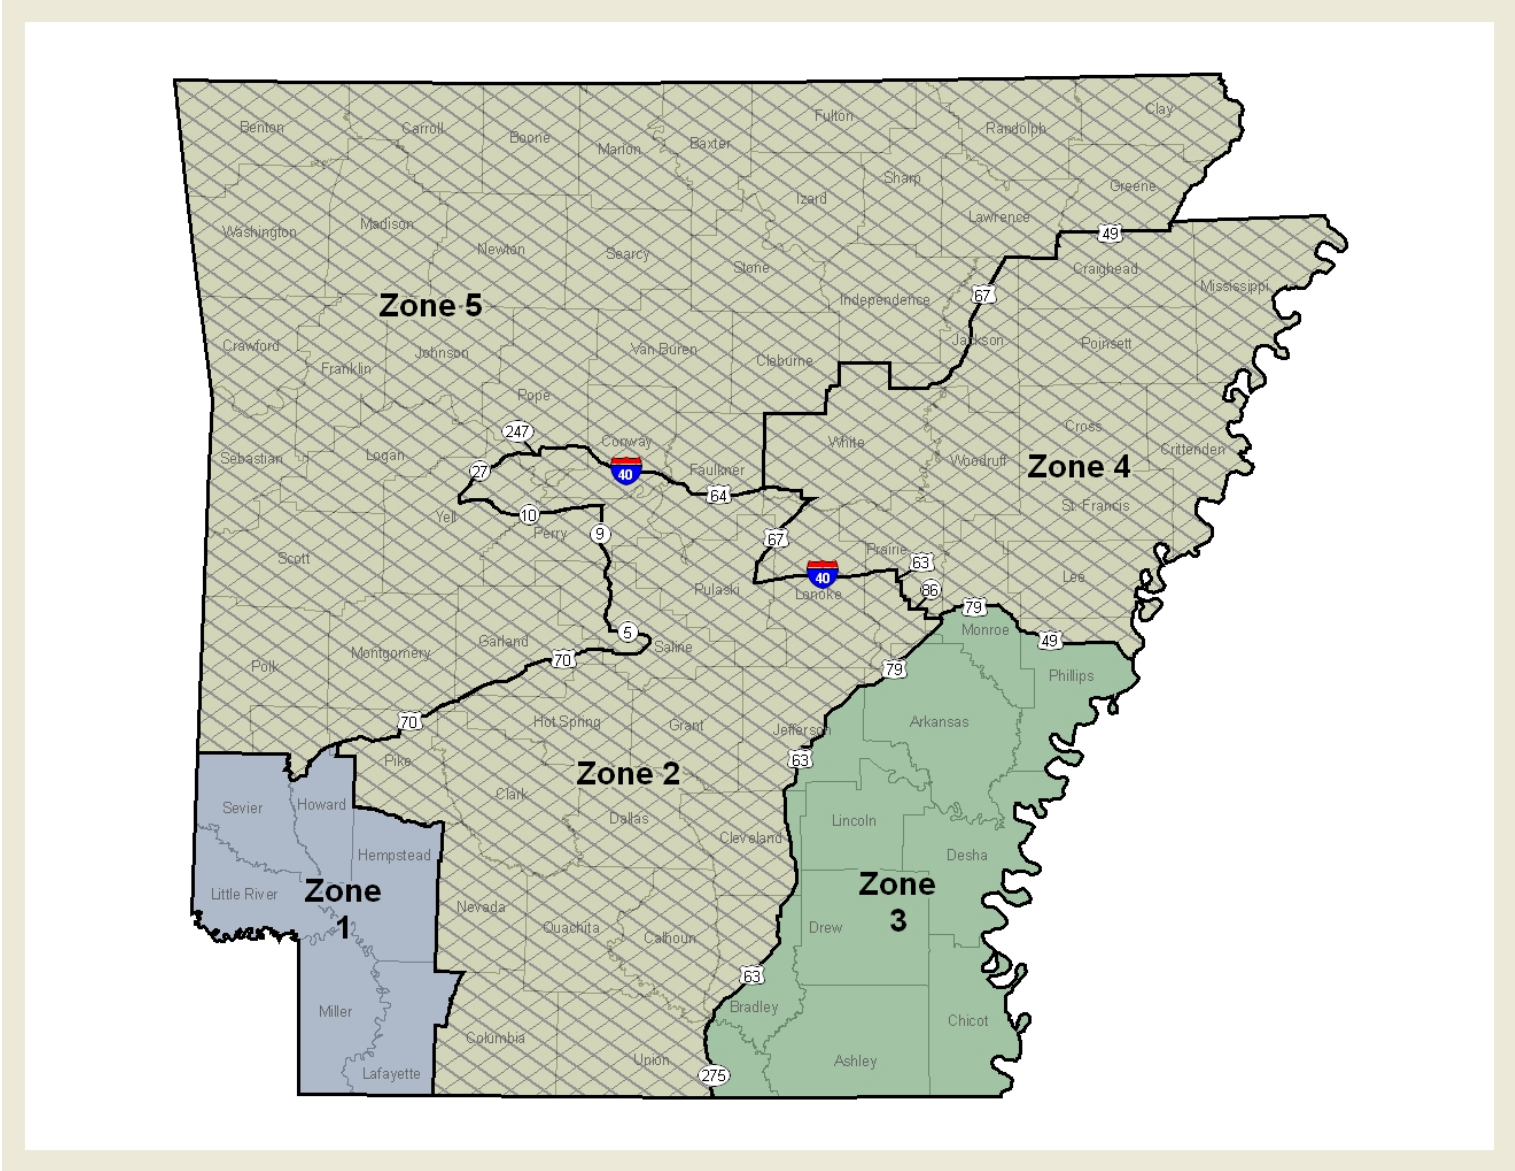 Benton
Carroll
Boone
Marion
Baxter
Fulton
Randolph
Clay
Sharp
Greene
Izard
Lawrence
Washington
Madison
Newton
Searcy
Stone
49
Craighead
Mississippi
Independence
67
Zone 5
Jackson
Poinsett
Crawford
Johnson
Van Buren
Cleburne
Franklin
Pope
247
Conway
White
Cross
Crittenden
Sebastian
Logan
27
40
Faulkner
Woodruff
Zone 4
64
Yell
10
Perry
9
67
St. Francis
Scott
Prairie
63
Pulaski
40
Lonoke
86
Lee
79
5
Monroe
49
Garland
Saline
70
Montgomery
Polk
79
Phillips
70
Hot Spring
Grant
Jefferson
Arkansas
63
Pike
Zone 2
Clark
Sevier
Howard
Dallas
Lincoln
Cleveland
Hempstead
Desha
Little River
Zone
1
Zone
3
Nevada
Ouachita
Calhoun
Drew
63
Bradley
Miller
Columbia
Chicot
Union
Ashley
Lafayette
275